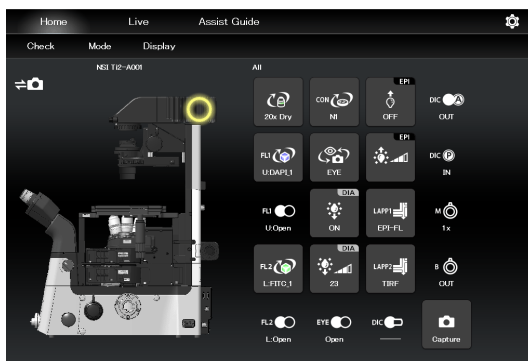 Home Live Assist Guide
Check Mode Display
NSI Ti2-A001
All
20x Dry
CON
N1
EPI
OFF
DIC A
OUT
FL1
U:DAPI_1
EYE
EPI
DIC P
IN
FL1
U:Open
DIA
ON
LAPP1
EPI-FL
M
1x
FL2
L:FITC_1
DIA
23
LAPP2
TIRF
B
OUT
FL2
L:Open
EYE
Open
DIC
Capture